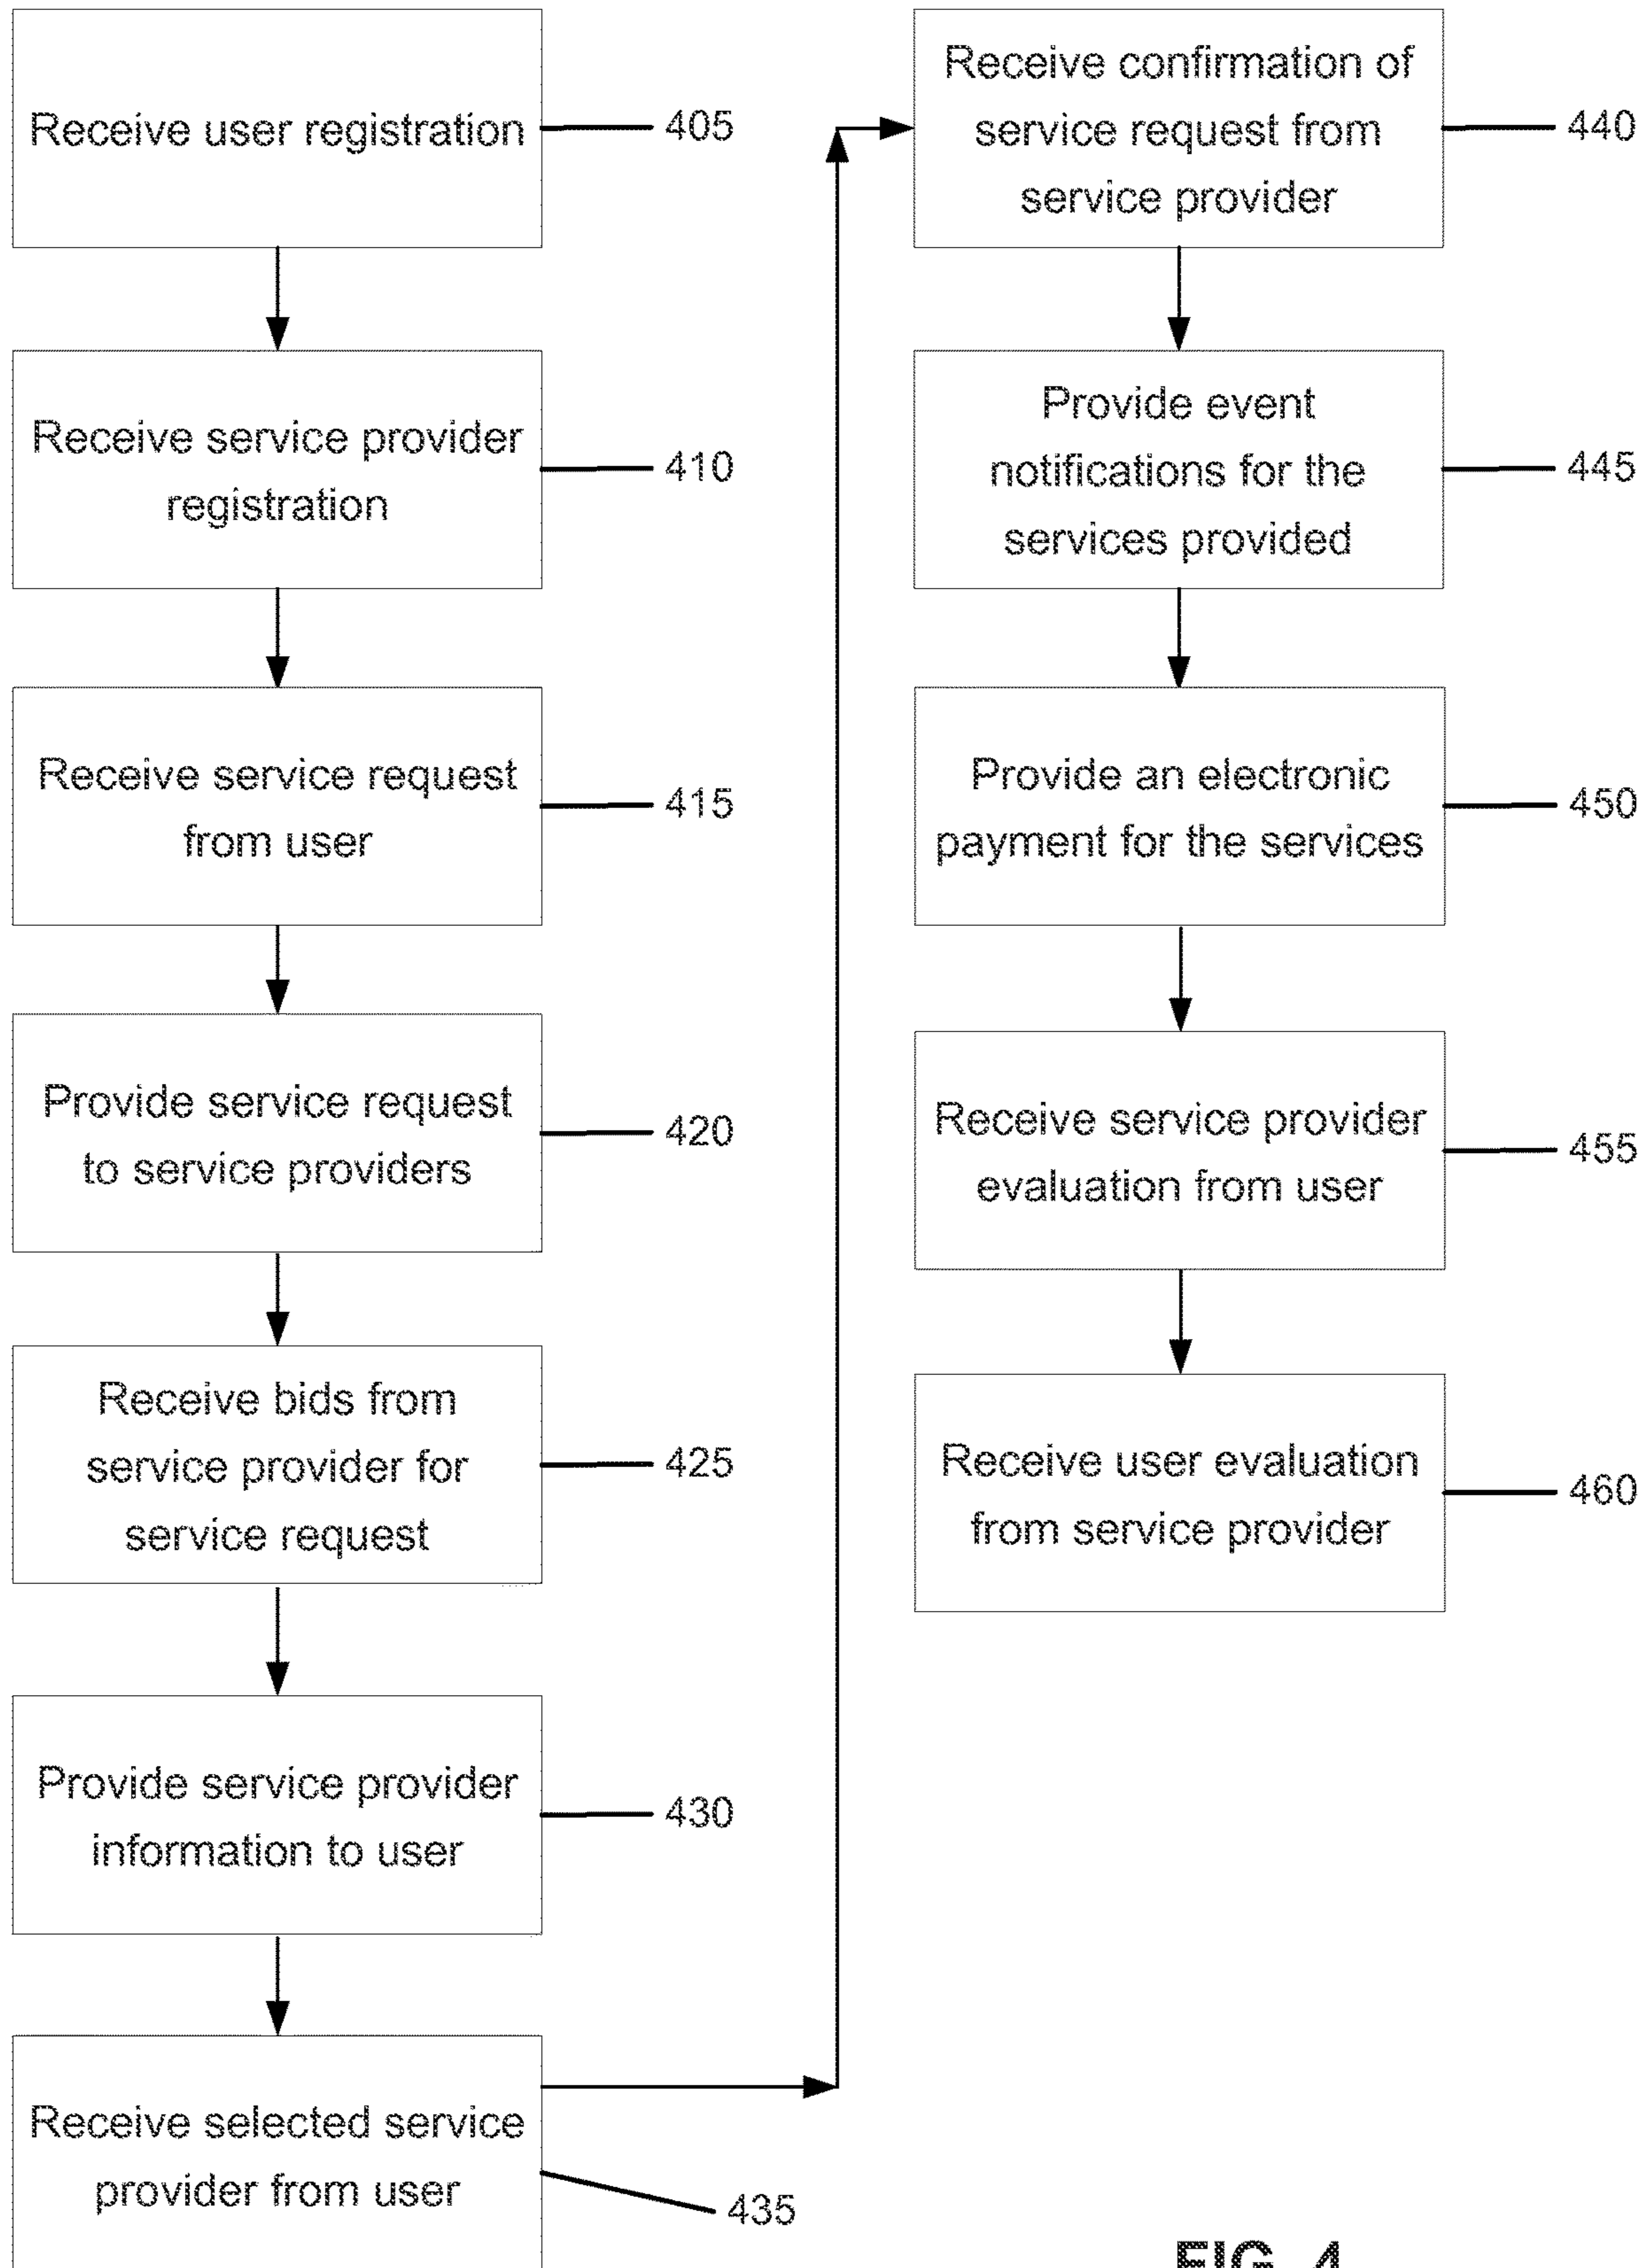 Receive user registration
405
Receive service provider
registration
410
Receive service request
from user
415
Provide service request
to service providers
420
Receive bids from
service provider for
service request
425
Provide service provider
information to user
430
Receive selected service
provider from user
435
Receive confirmation of
service request from
service provider
440
Provide event
notifications for the
services provided
445
Provide an electronic
payment for the services
450
Receive service provider
evaluation from user
455
Receive user evaluation
from service provider
460
FIG. 4